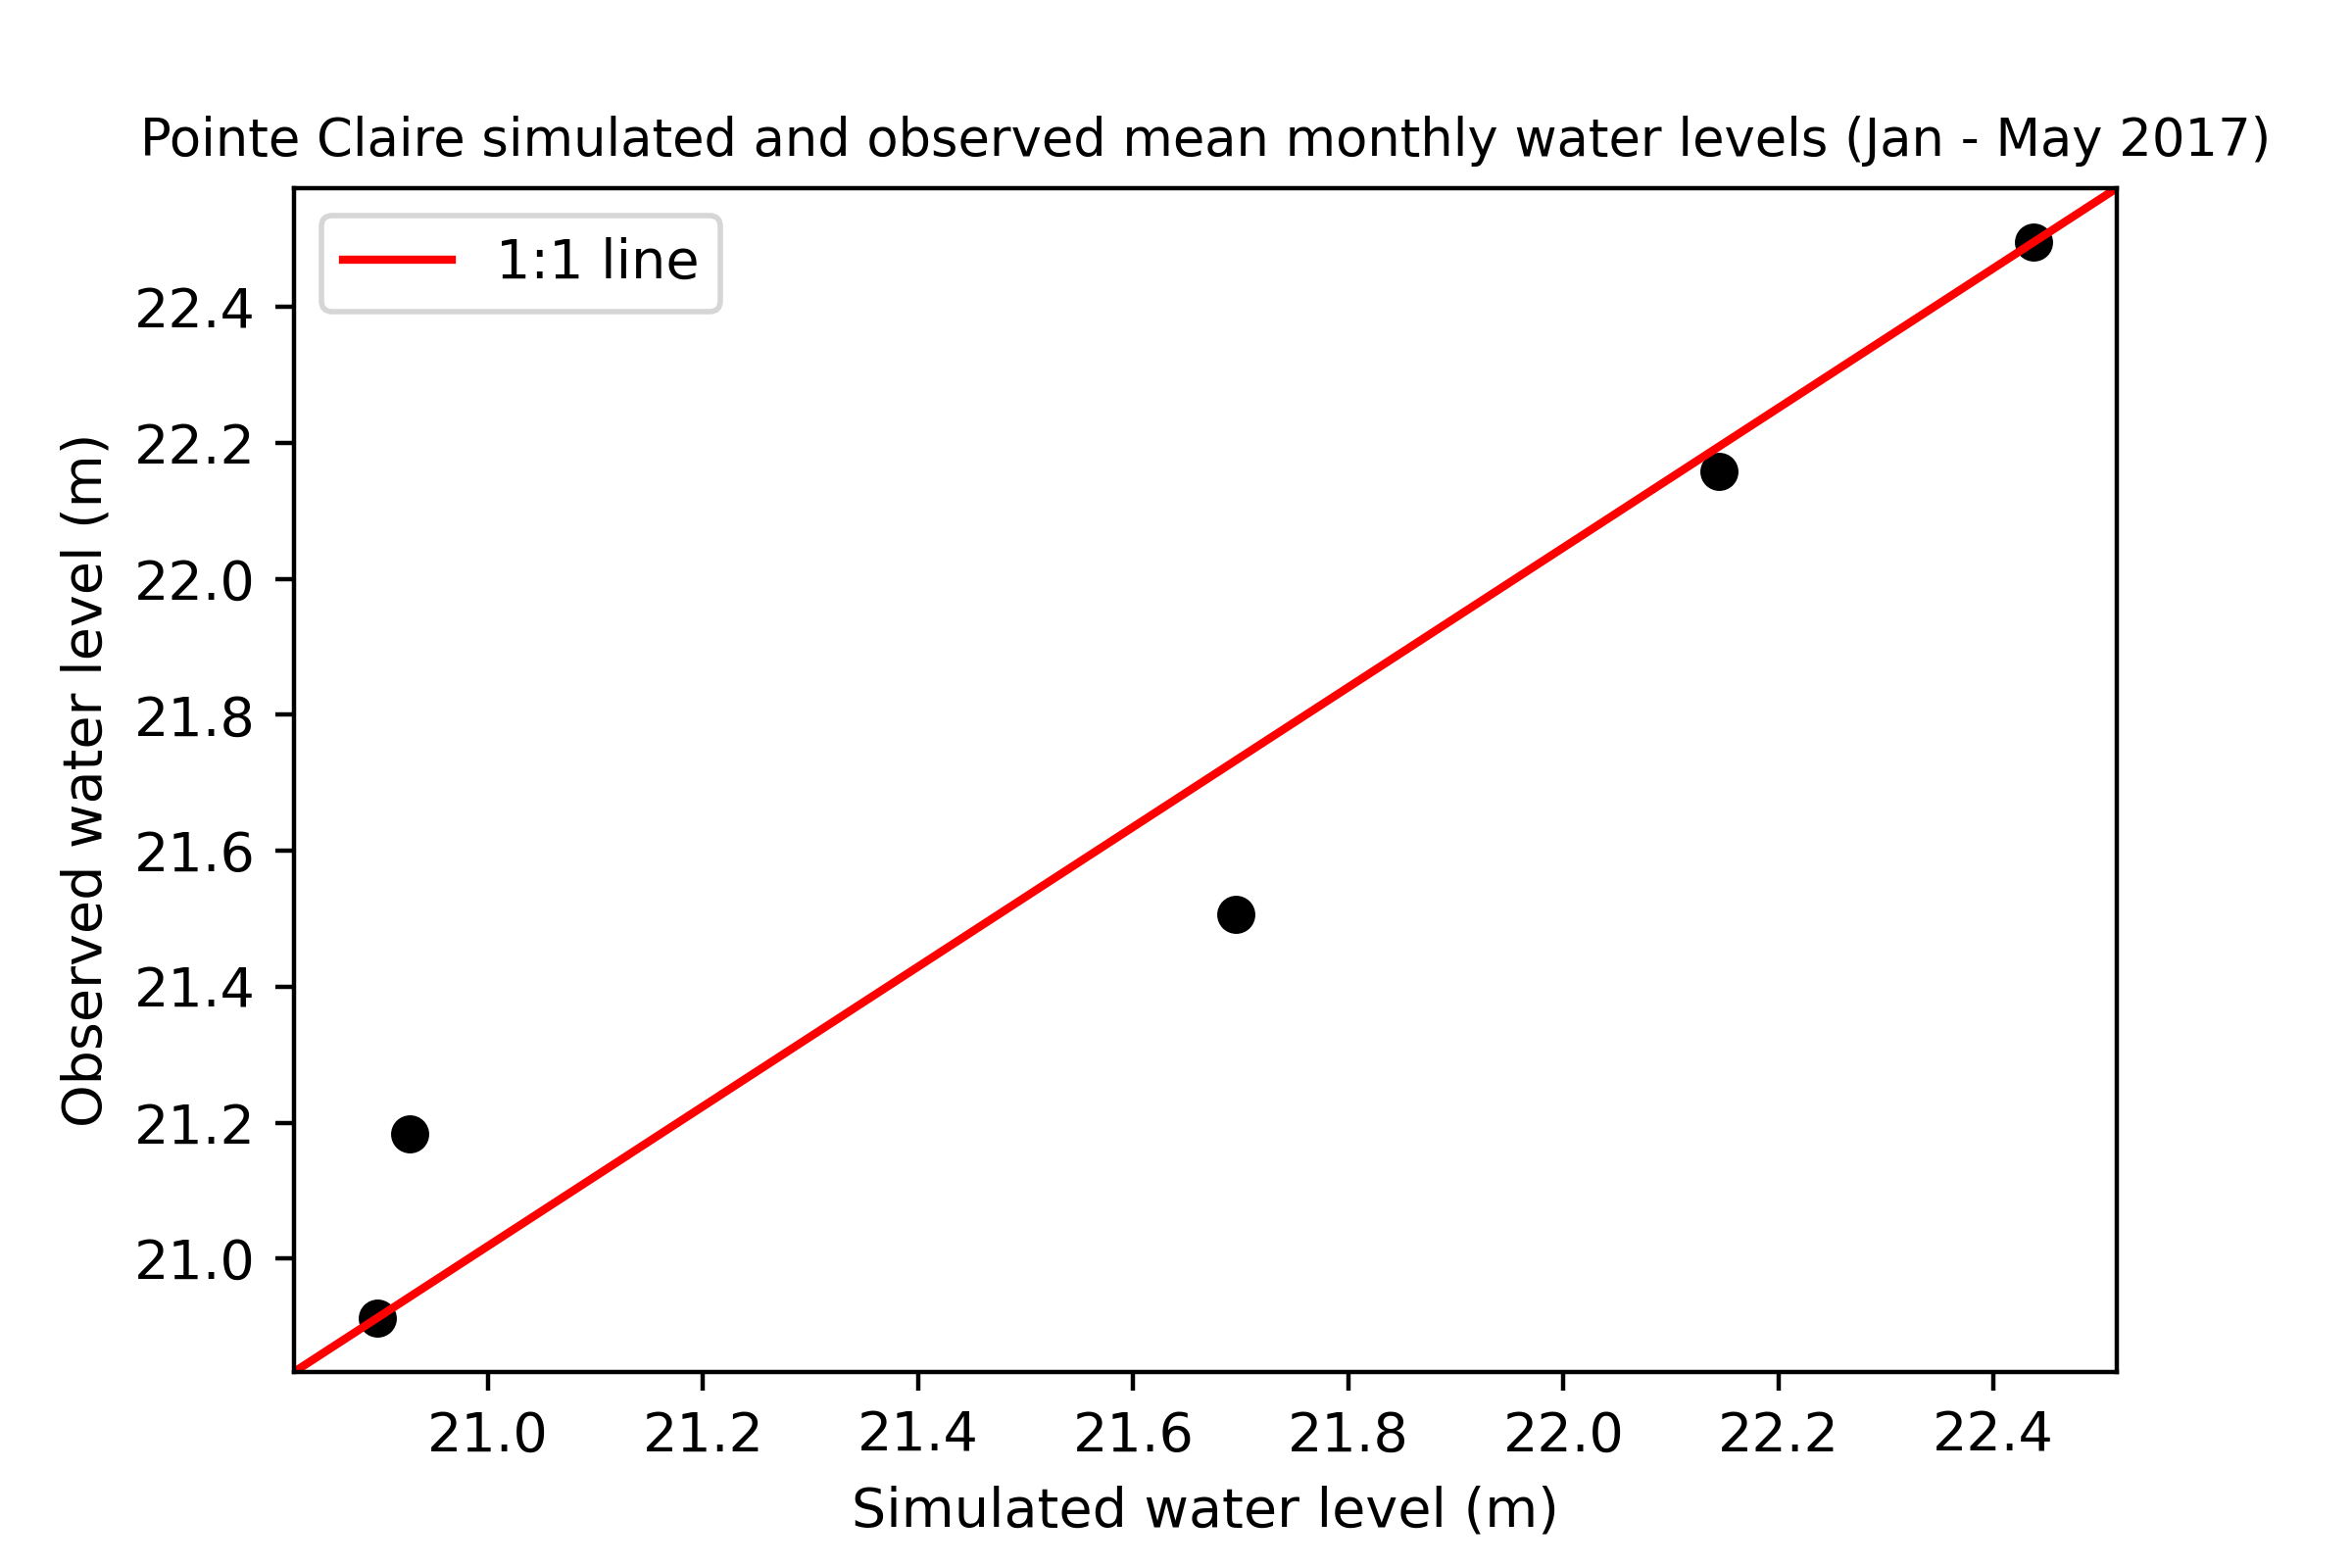 Pointe Claire simulated and observed mean monthly water levels (Jan - May 2017)
1:1 line
Observed water level (m)
22.4
22.2
22.0
21.8
21.6
21.4
21.2
21.0
21.0 21.2 21.4 21.6 21.8 22.0 22.2 22.4
Simulated water level (m)